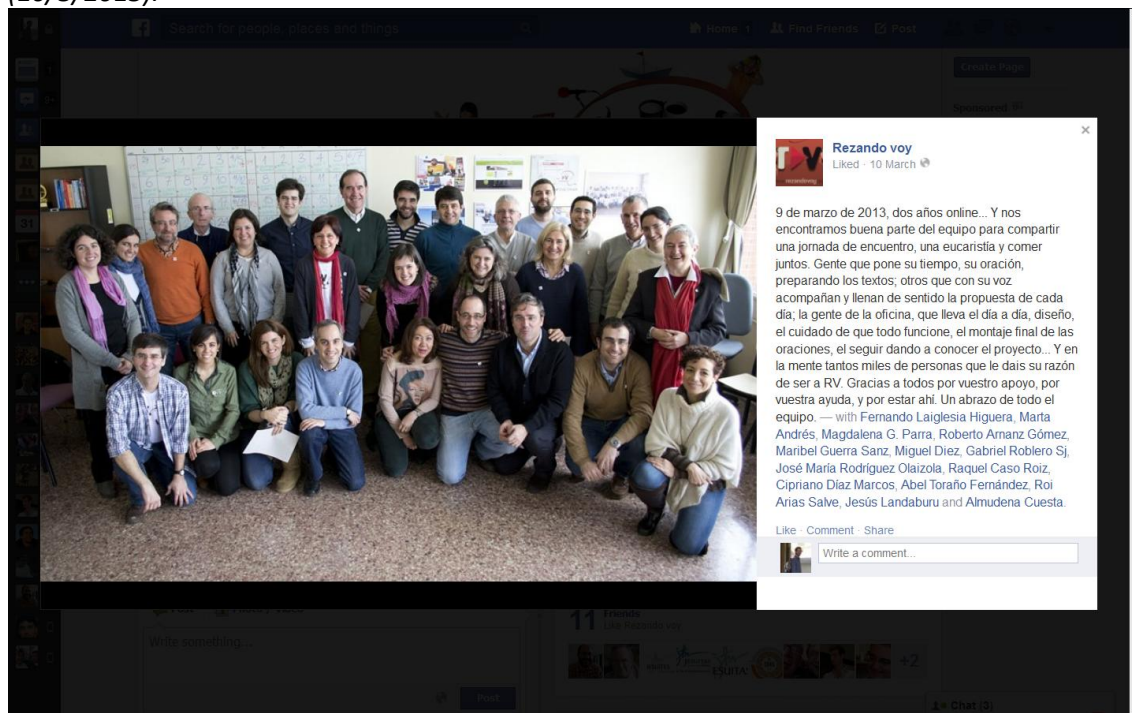 (10/3/2013).
Search for people, places and things
Home 1
Find Friends
Post
Create Page
Sponsored
Rezando voy
Liked · 10 March
rezandovoy
9 de marzo de 2013, dos años online... Y nos
encontramos buena parte del equipo para compartir
una jornada de encuentro, una eucaristía y comer
juntos. Gente que pone su tiempo, su oración,
preparando los textos; otros que con su voz
acompañan y llenan de sentido la propuesta de cada
día; la gente de la oficina, que lleva el día a día, diseño,
el cuidado de que todo funcione, el montaje final de las
oraciones, el seguir dando a conocer el proyecto... Y en
la mente tantos miles de personas que le dais su razón
de ser a RV. Gracias a todos por vuestro apoyo, por
vuestra ayuda, y por estar ahí. Un abrazo de todo el
equipo. — with Fernando Laiglesia Higuera, Marta
Andrés, Magdalena G. Parra, Roberto Arnanz Gómez,
Maribel Guerra Sanz, Miguel Diez, Gabriel Roblero Sj,
José María Rodríguez Olaizola, Raquel Caso Roiz,
Cipriano Díaz Marcos, Abel Toraño Fernández, Roi
Arias Salve, Jesús Landaburu and Almudena Cuesta.
Like · Comment · Share
Write a comment...
11 Friends
Like Rezando voy
Write something...
+2
Post
Chat (3)
31